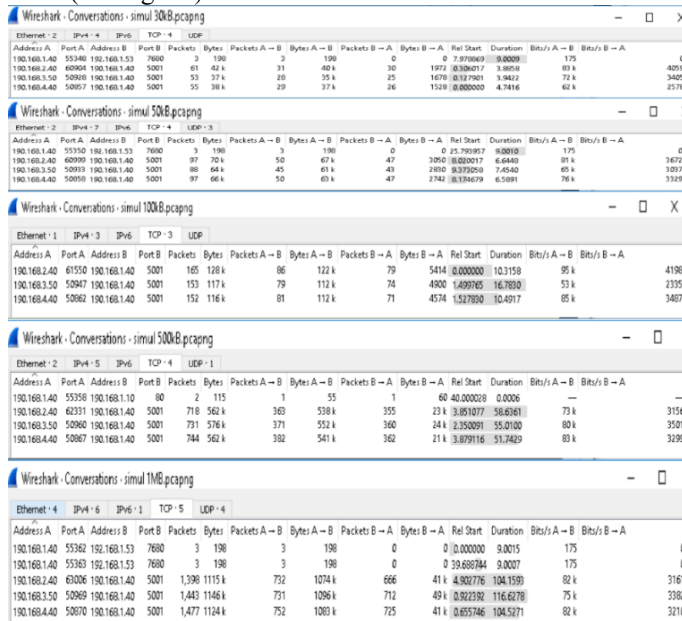 Wireshark · Conversations · simul 30kB.pcapng
Ethernet · 2 IPv4 · 4 IPv6 TCP · 4 UDP
Address A Port A Address B Port B Packets Bytes Packets A → B Bytes A → B Packets B → A Bytes B → A Rel Start Duration Bits/s A → B Bits/s B → A
190.168.1.40 55348 192.168.1.53 7680 3 198 3 198 0 0 7.978869 9.0009 175
190.168.2.40 60904 190.168.1.40 5001 61 42 k 31 40 k 30 1972 0.506017 3.8858 83 k 4059
190.168.3.50 50928 190.168.1.40 5001 53 37 k 28 35 k 25 1678 0.127901 3.9422 72 k 3405
190.168.4.40 50857 190.168.1.40 5001 55 38 k 29 37 k 26 1528 0.000000 4.7416 62 k 2578
Wireshark · Conversations · simul 50kB.pcapng
Ethernet · 2 IPv4 · 7 IPv6 TCP · 4 UDP · 3
Address A Port A Address B Port B Packets Bytes Packets A → B Bytes A → B Packets B → A Bytes B → A Rel Start Duration Bits/s A → B Bits/s B → A
190.168.1.40 55350 192.168.1.53 7680 3 198 3 198 0 0 25.793957 9.0010 175
190.168.2.40 60999 190.168.1.40 5001 97 70 k 50 67 k 47 3050 8.020017 6.6448 81 k 3672
190.168.3.50 50933 190.168.1.40 5001 88 64 k 45 61 k 43 2830 9.373058 7.4540 65 k 3037
190.168.4.40 50858 190.168.1.40 5001 97 66 k 50 63 k 47 2742 8.174679 6.5891 76 k 3329
Wireshark · Conversations · simul 100kB.pcapng
Ethernet · 1 IPv4 · 3 IPv6 TCP · 3 UDP
Address A Port A Address B Port B Packets Bytes Packets A → B Bytes A → B Packets B → A Bytes B → A Rel Start Duration Bits/s A → B Bits/s B → A
190.168.2.40 61550 190.168.1.40 5001 165 128 k 86 122 k 79 5414 0.000000 10.3158 95 k 4198
190.168.3.50 50947 190.168.1.40 5001 153 117 k 79 112 k 74 4900 1.499765 16.7830 53 k 2335
190.168.4.40 50862 190.168.1.40 5001 152 116 k 81 112 k 71 4574 1.527830 10.4917 85 k 3487
Wireshark · Conversations · simul 500kB.pcapng
Ethernet · 2 IPv4 · 5 IPv6 TCP · 4 UDP · 1
Address A Port A Address B Port B Packets Bytes Packets A → B Bytes A → B Packets B → A Bytes B → A Rel Start Duration Bits/s A → B Bits/s B → A
190.168.1.40 55358 190.168.1.10 80 2 115 1 55 1 60 40.000028 0.0006 — —
190.168.2.40 62331 190.168.1.40 5001 718 562 k 363 538 k 355 23 k 3.851077 58.6361 73 k 3156
190.168.3.50 50960 190.168.1.40 5001 731 576 k 371 552 k 360 24 k 2.350091 55.0100 80 k 3501
190.168.4.40 50867 190.168.1.40 5001 744 562 k 382 541 k 362 21 k 3.879116 51.7429 83 k 3299
Wireshark · Conversations · simul 1MB.pcapng
Ethernet · 4 IPv4 · 6 IPv6 · 1 TCP · 5 UDP · 4
Address A Port A Address B Port B Packets Bytes Packets A → B Bytes A → B Packets B → A Bytes B → A Rel Start Duration Bits/s A → B Bits/s B → A
190.168.1.40 55362 192.168.1.53 7680 3 198 3 198 0 0 0.000000 9.0015 175
190.168.1.40 55363 192.168.1.53 7680 3 198 3 198 0 0 39.688744 9.0007 175
190.168.2.40 63006 190.168.1.40 5001 1,398 1115 k 732 1074 k 666 41 k 4.902776 104.1593 82 k 3161
190.168.3.50 50969 190.168.1.40 5001 1,443 1146 k 731 1096 k 712 49 k 0.922392 116.6278 75 k 3382
190.168.4.40 50870 190.168.1.40 5001 1,477 1124 k 752 1083 k 725 41 k 0.655746 104.5271 82 k 3218